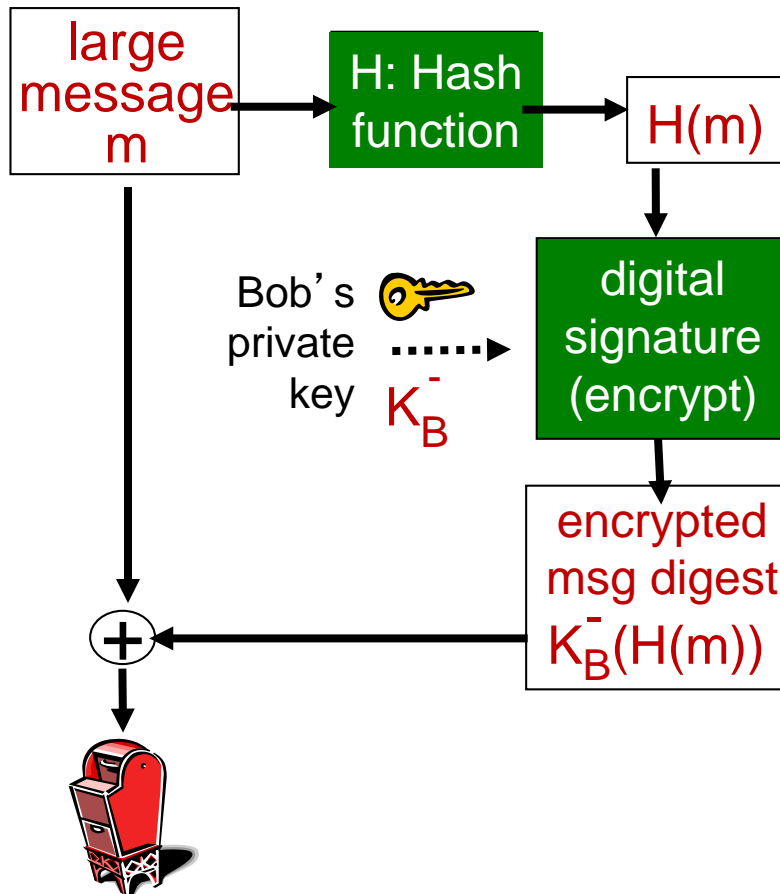 large
message
m
H: Hash
function
H(m)
Bob’s
private
key
K_B^-
digital
signature
(encrypt)
encrypted
msg digest
K_B^-(H(m))
+